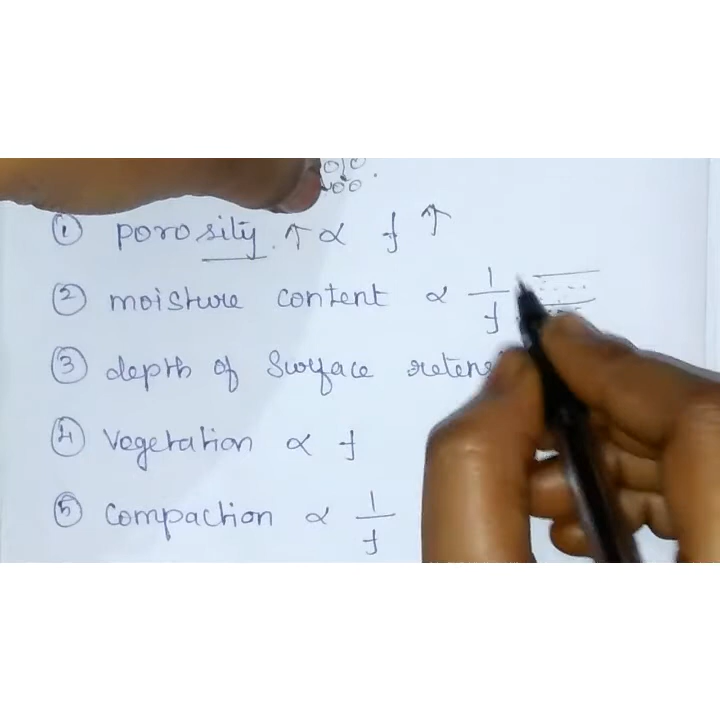 ① porosity. ↑ ∝ f ↑
② moisture content ∝ 1/f
③ depth of Surface
④ Vegetation ∝ f
⑤ Compaction ∝ 1/f